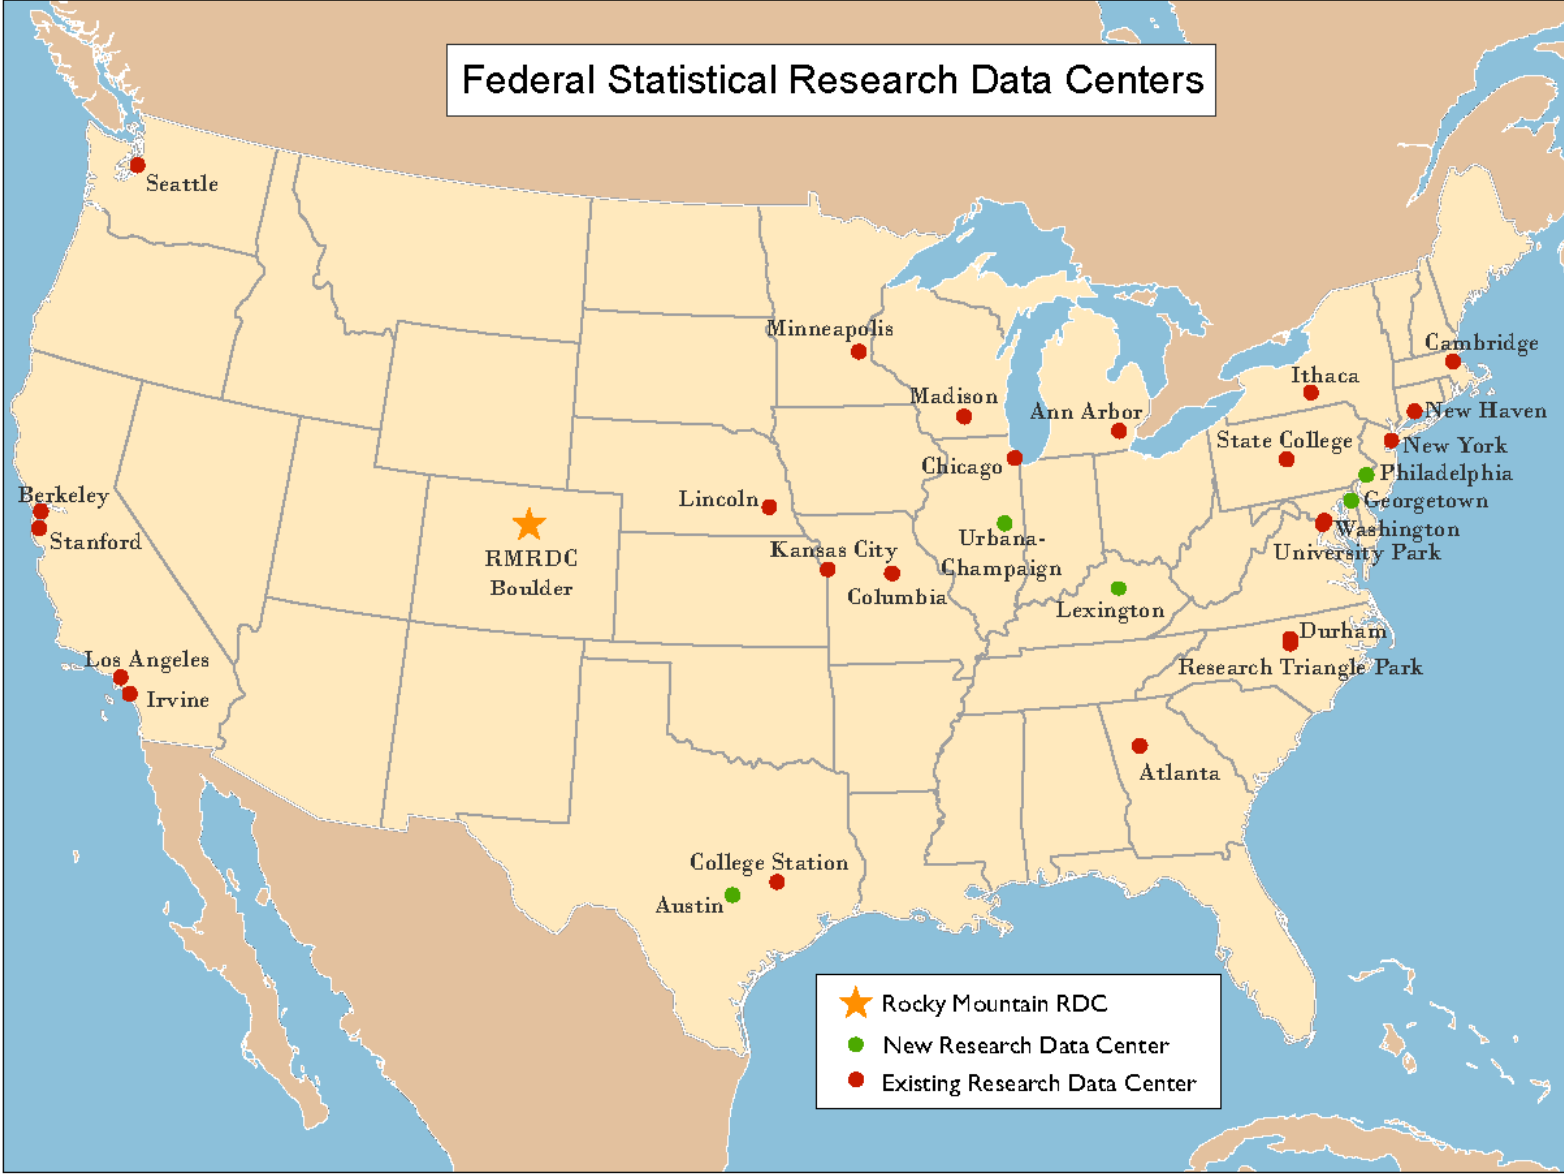 Federal Statistical Research Data Centers
Seattle
Minneapolis
Cambridge
Ithaca
Madison
Ann Arbor
New Haven
State College
New York
Chicago
Philadelphia
Berkeley
Lincoln
Georgetown
Stanford
Washington
Urbana-
Champaign
University Park
RMRDC
Boulder
Kansas City
Columbia
Lexington
Durham
Research Triangle Park
Los Angeles
Irvine
Atlanta
College Station
Austin
Rocky Mountain RDC
New Research Data Center
Existing Research Data Center